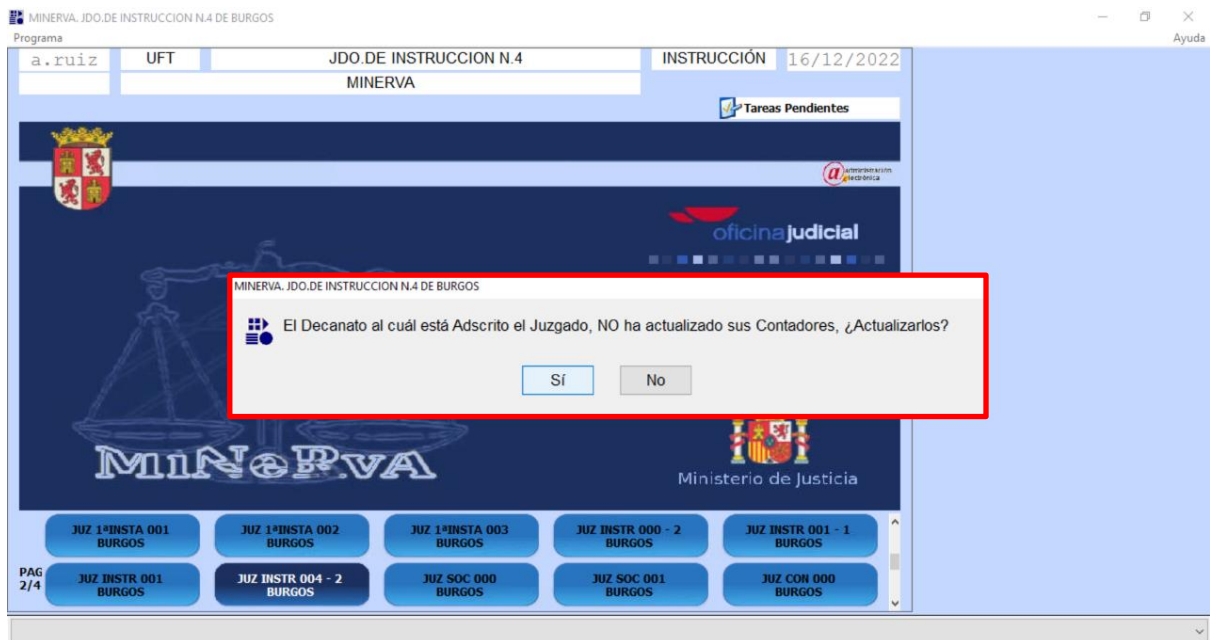 MINERVA. JDO.DE INSTRUCCION N.4 DE BURGOS
Programa
Ayuda
a.ruiz UFT JDO.DE INSTRUCCION N.4 INSTRUCCIÓN 16/12/2022
MINERVA
Tareas Pendientes
administración
electrónica
oficinajudicial
MINERVA. JDO.DE INSTRUCCION N.4 DE BURGOS
El Decanato al cuál está Adscrito el Juzgado, NO ha actualizado sus Contadores, ¿Actualizarlos?
Sí No
MINeRVA
Ministerio de Justicia
JUZ 1ªINSTA 001 BURGOS
JUZ 1ªINSTA 002 BURGOS
JUZ 1ªINSTA 003 BURGOS
JUZ INSTR 000 - 2 BURGOS
JUZ INSTR 001 - 1 BURGOS
PAG
2/4
JUZ INSTR 001 BURGOS
JUZ INSTR 004 - 2 BURGOS
JUZ SOC 000 BURGOS
JUZ SOC 001 BURGOS
JUZ CON 000 BURGOS